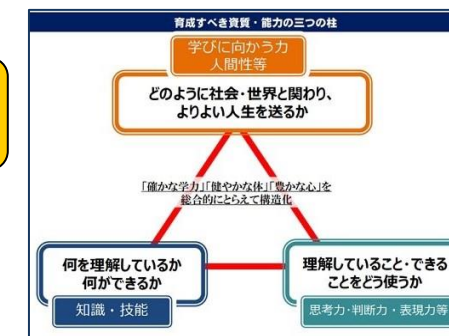 育成すべき資質・能力の三つの柱
学びに向かう力
人間性等
どのように社会・世界と関わり、
よりよい人生を送るか
「確かな学力」「健やかな体」「豊かな心」を
総合的にとらえて構造化
何を理解しているか
何ができるか
知識・技能
理解していること・できる
ことをどう使うか
思考力・判断力・表現力等